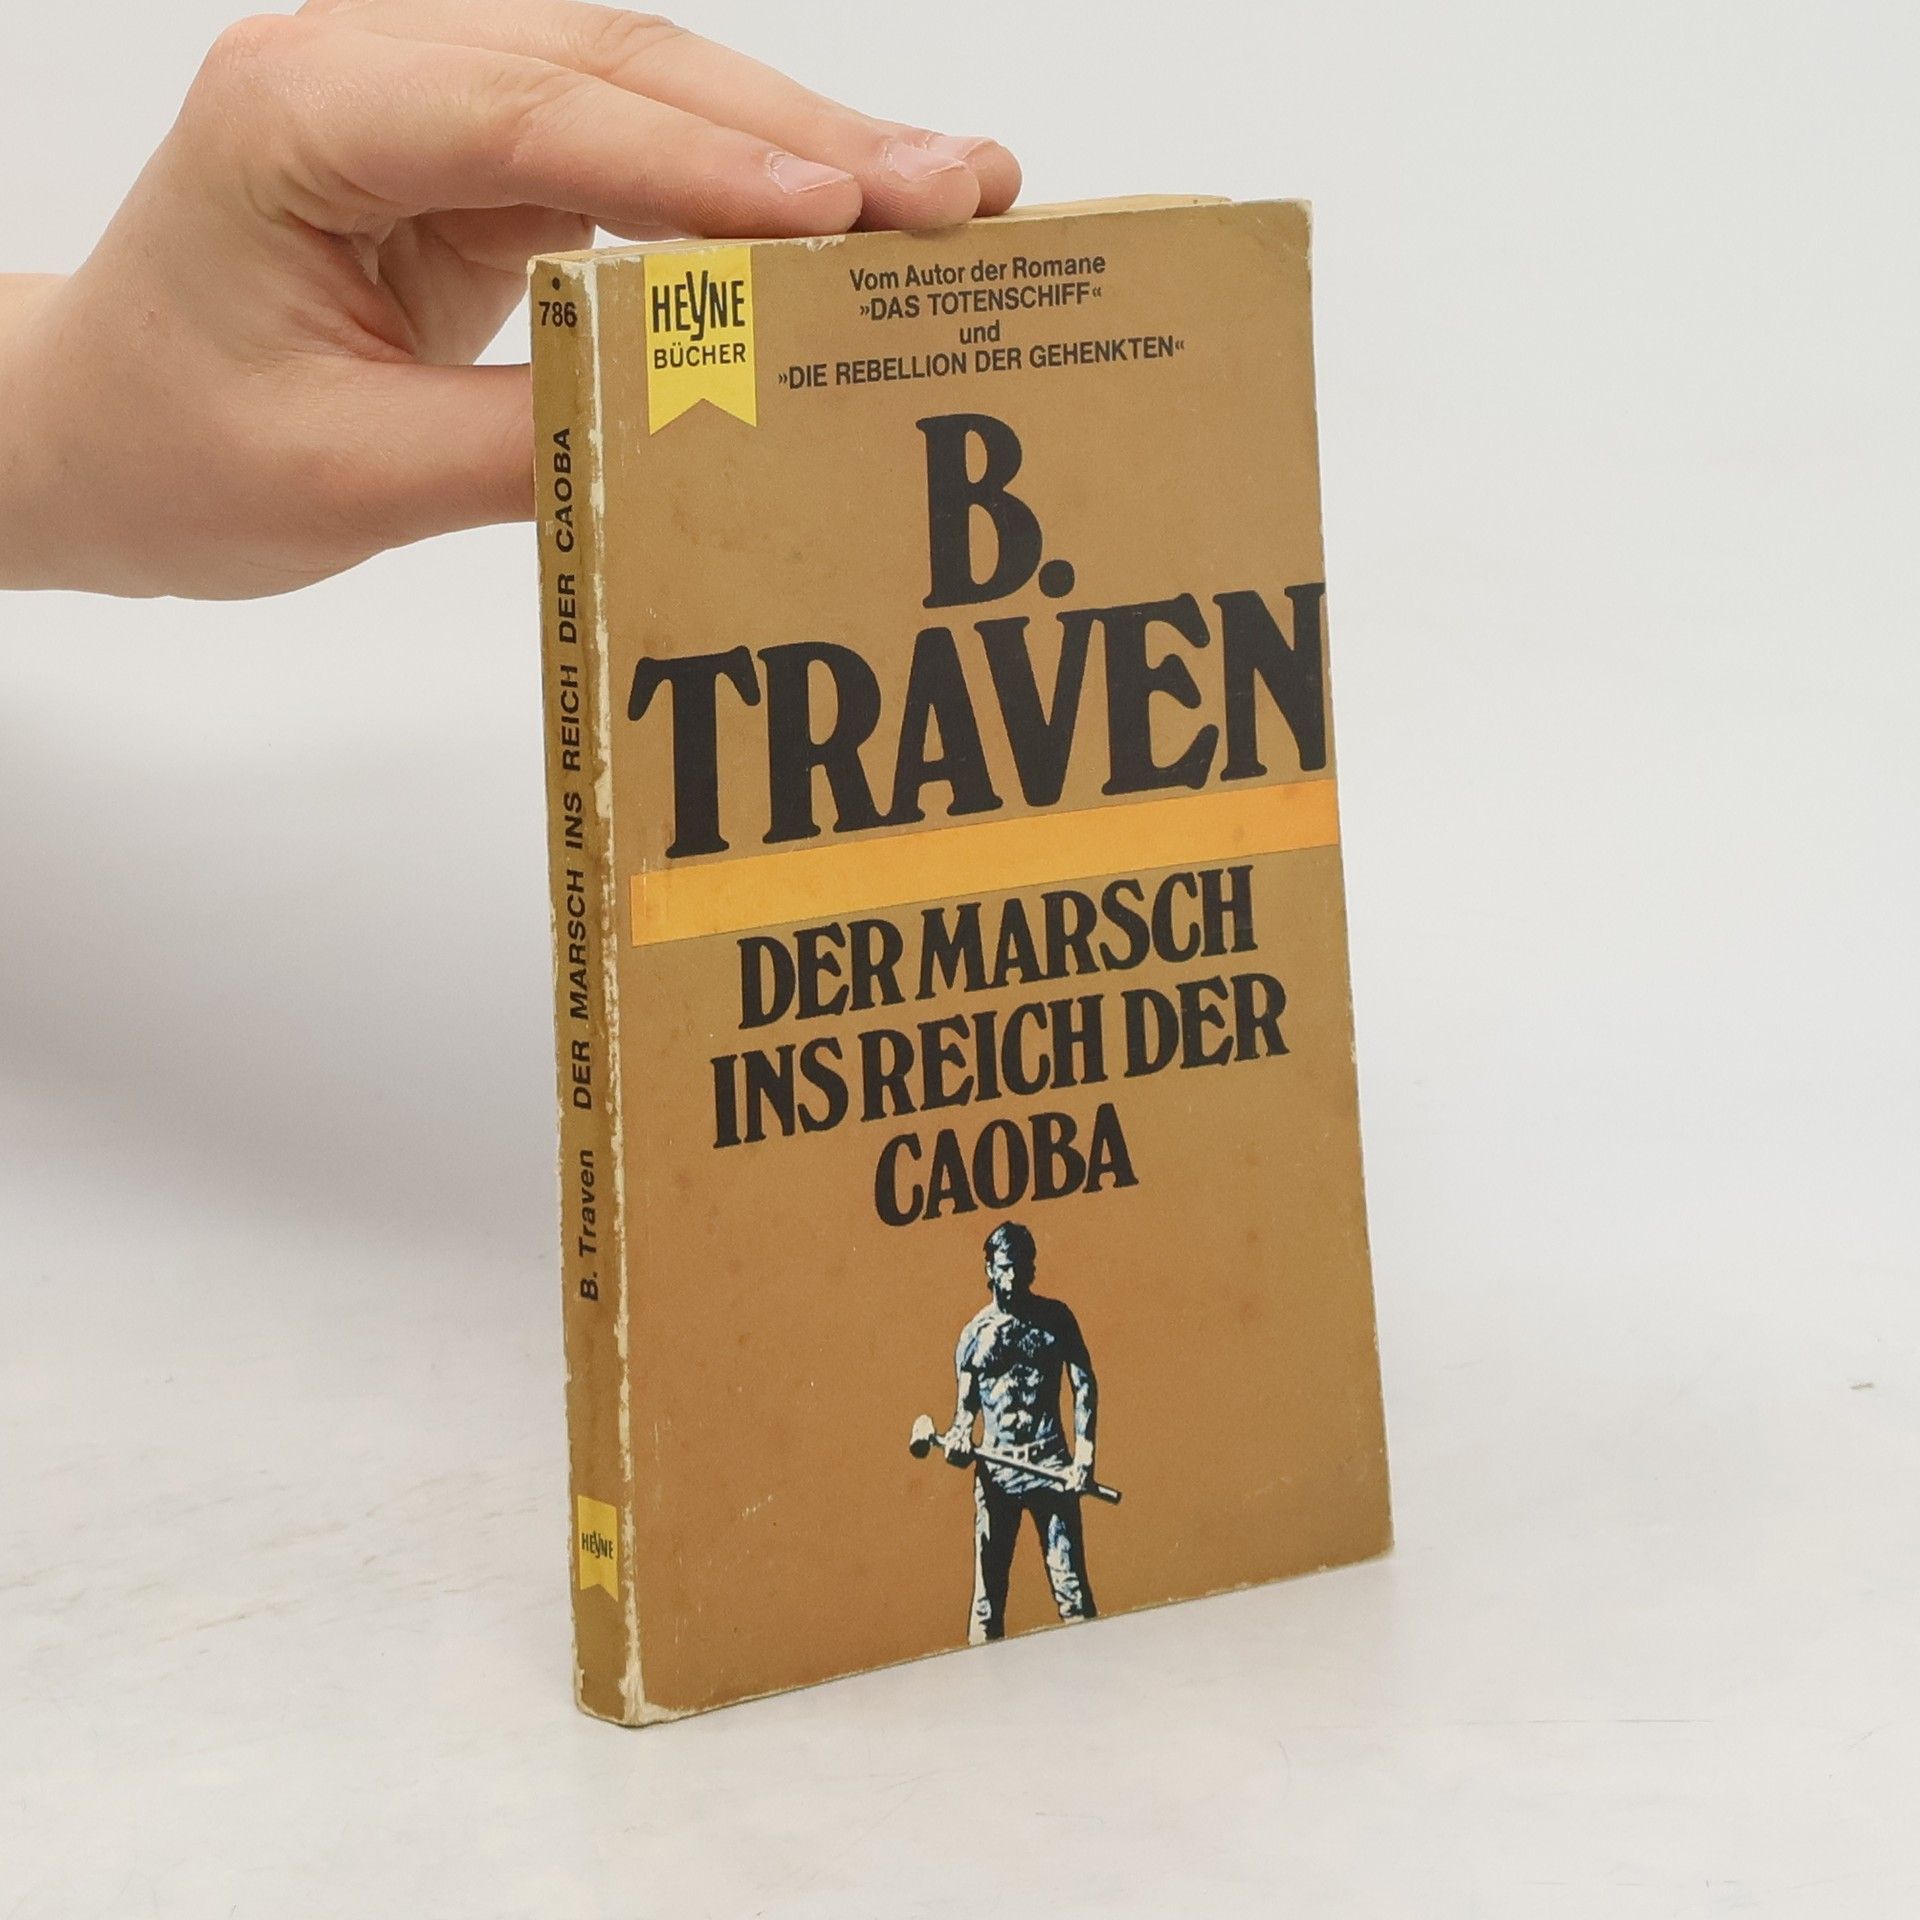 786
B. Traven DER MARSCH INS REICH DER CAOBA
HEYNE
HEYNE
BÜCHER
Vom Autor der Romane
»DAS TOTENSCHIFF«
und
»DIE REBELLION DER GEHENKTEN«
B.
TRAVEN
DER MARSCH
INS REICH DER
CAOBA